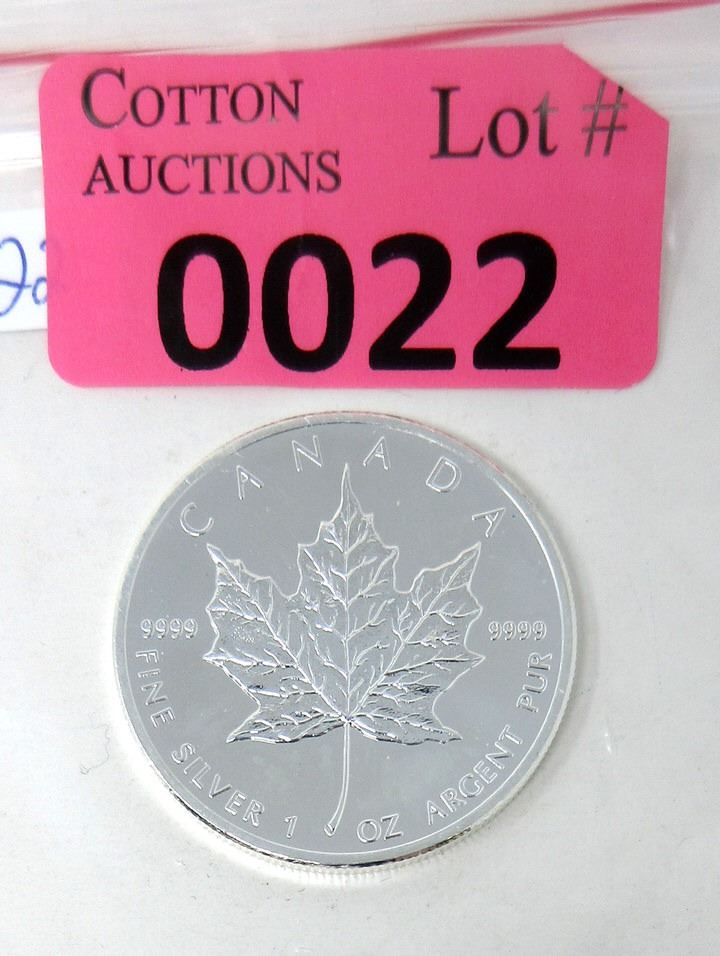 COTTON
AUCTIONS
Lot #
0022
CANADA
9999
9999
FINE SILVER 1 OZ ARGENT PUR